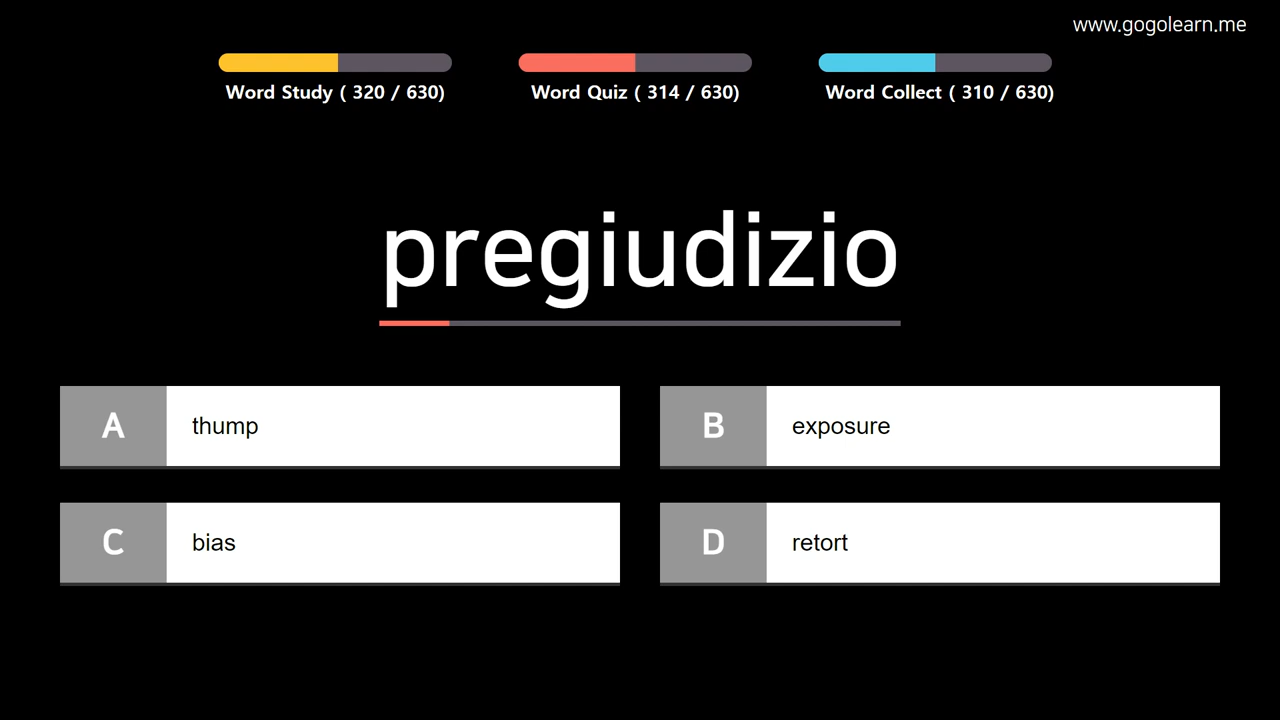 www.gogolearn.me
Word Study ( 320 / 630)
Word Quiz ( 314 / 630)
Word Collect ( 310 / 630)
pregiudizio
A thump
B exposure
C bias
D retort